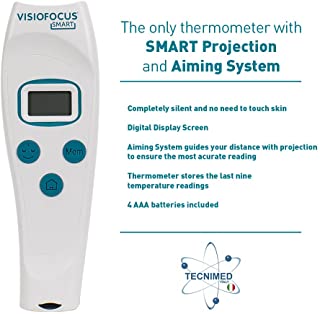 VISIOFOCUS
SMART
Mem
The only thermometer with
SMART Projection
and Aiming System
Completely silent and no need to touch skin
Digital Display Screen
Aiming System guides your distance with projection
to ensure the most acurate reading
Thermometer stores the last nine
temperature readings
4 AAA batteries included
TECNIMED